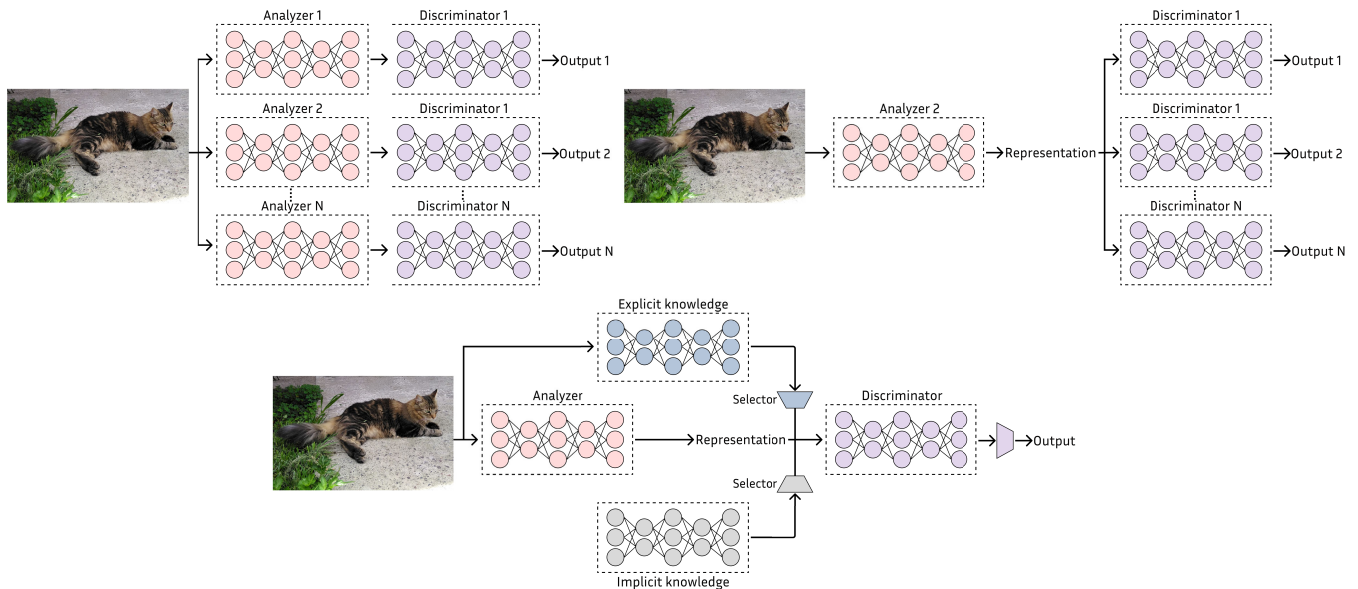 Analyzer 1
Discriminator 1
Output 1
Analyzer 2
Discriminator 1
Output 2
Analyzer N
Discriminator N
Output N
Analyzer 2
Representation
Discriminator 1
Output 1
Discriminator 1
Output 2
Discriminator N
Output N
Explicit knowledge
Selector
Analyzer
Representation
Discriminator
Output
Selector
Implicit knowledge